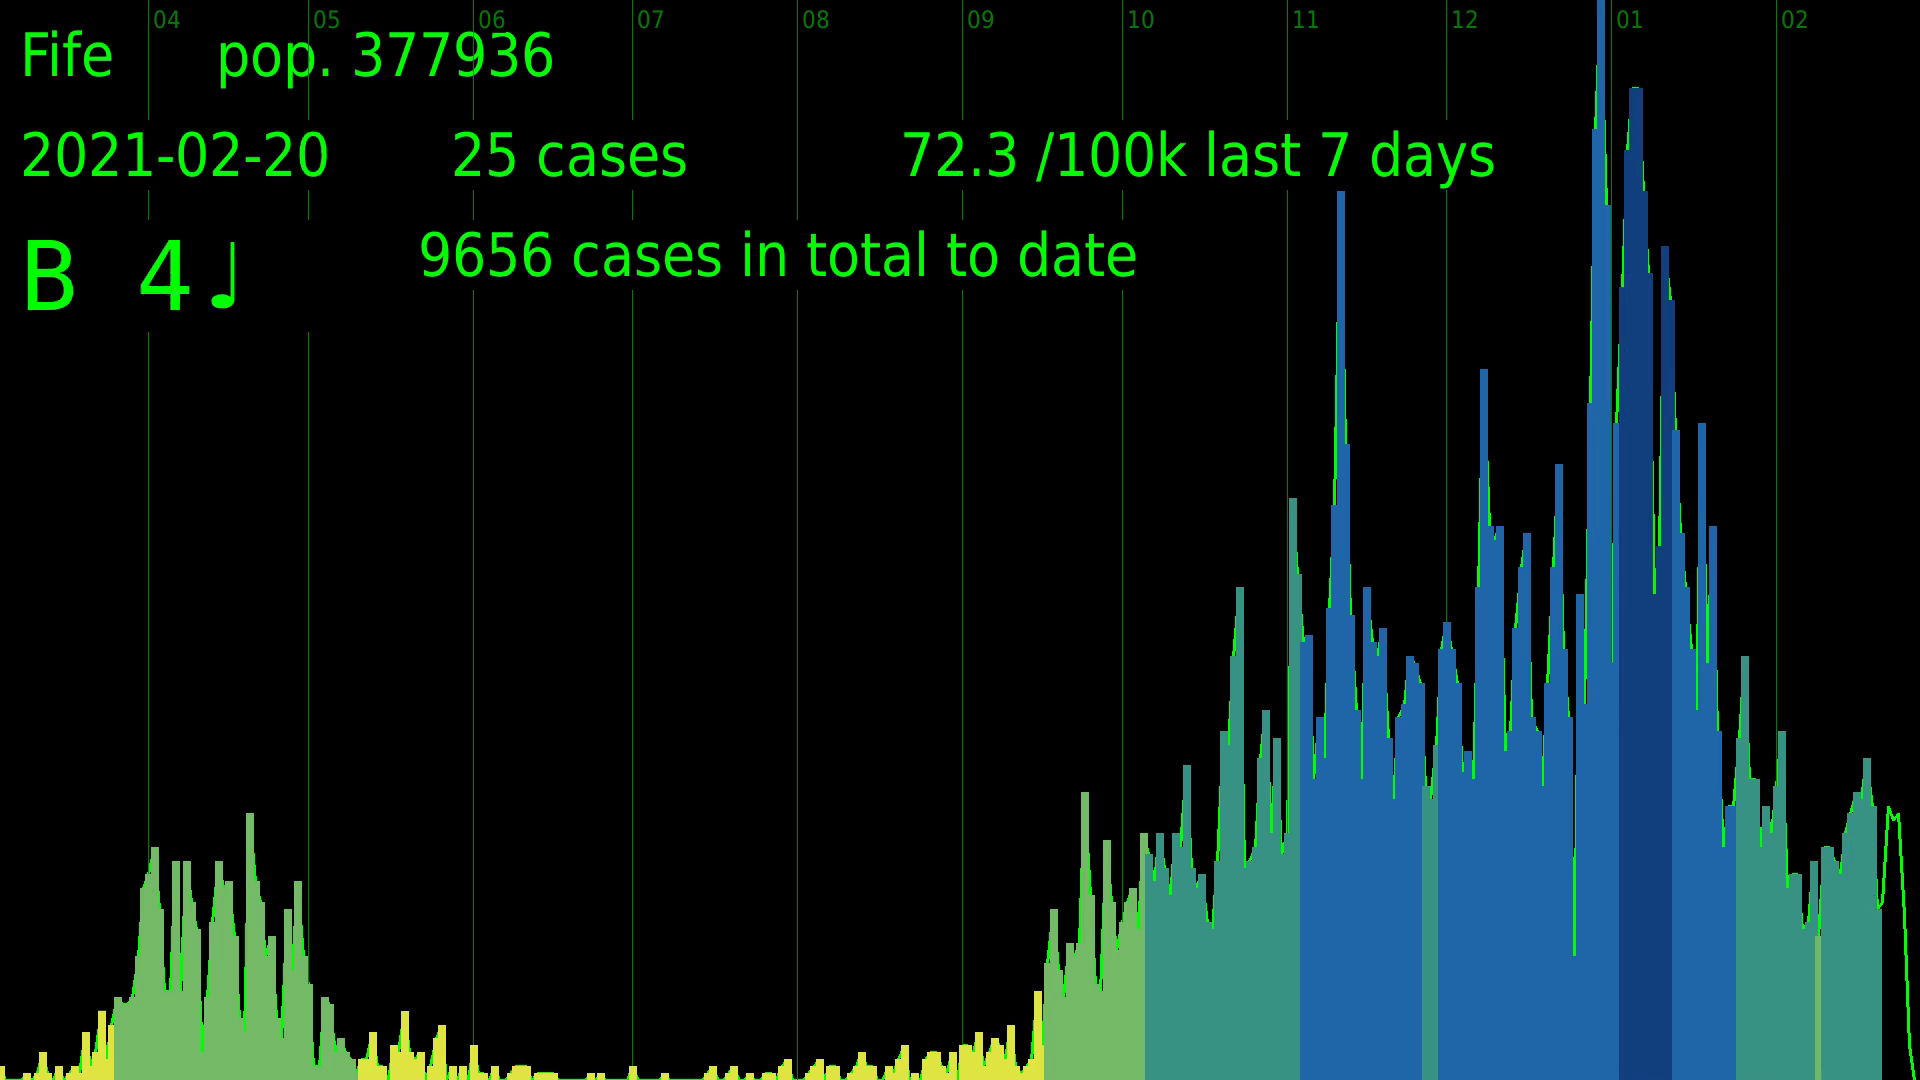 04 05 06 07 08 09 10 11 12 01 02
Fife pop. 377936
2021-02-20 25 cases 72.3 /100k last 7 days
B 4♩ 9656 cases in total to date